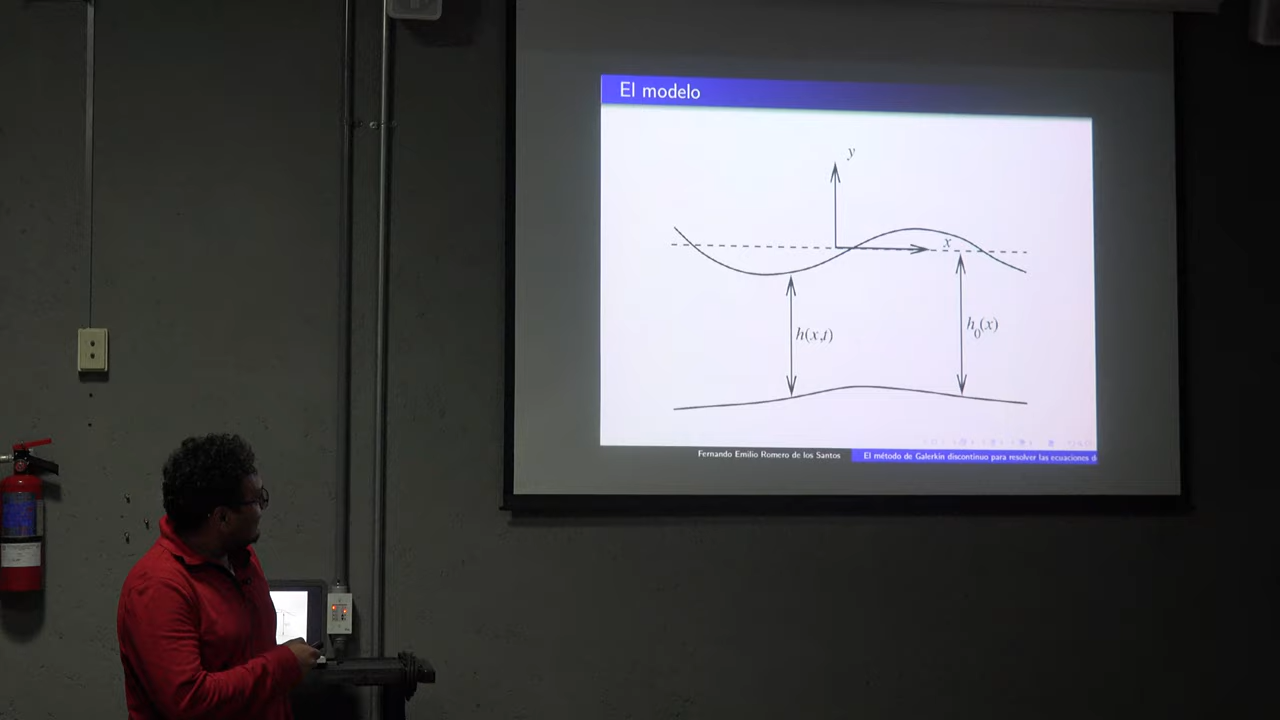 El modelo
y
x
h(x,t)
h0(x)
Fernando Emilio Romero de los Santos
El método de Galerkin discontinuo para resolver las ecuaciones d